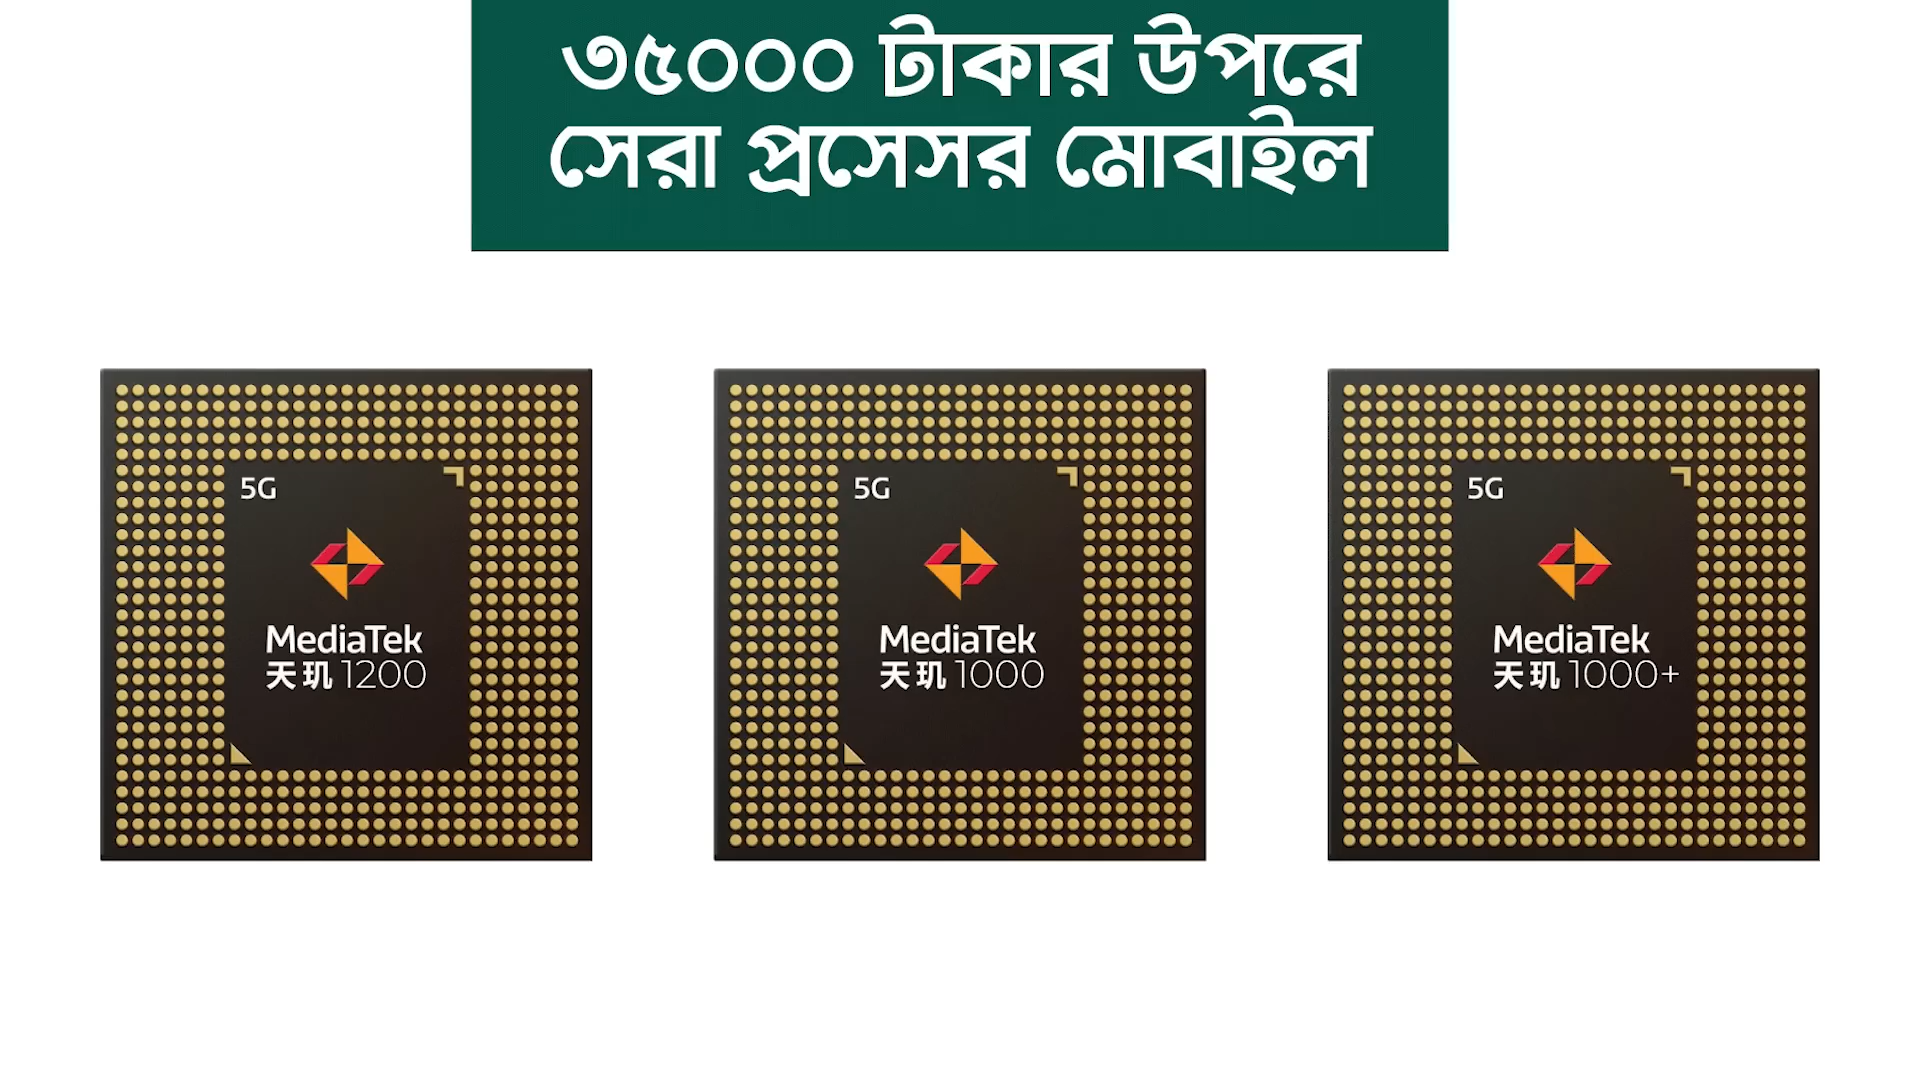 ৩৫০০০ টাকার উপরে
সেরা প্রসেসর মোবাইল
5G
MediaTek
天玑 1200
5G
MediaTek
天玑 1000
5G
MediaTek
天玑 1000+